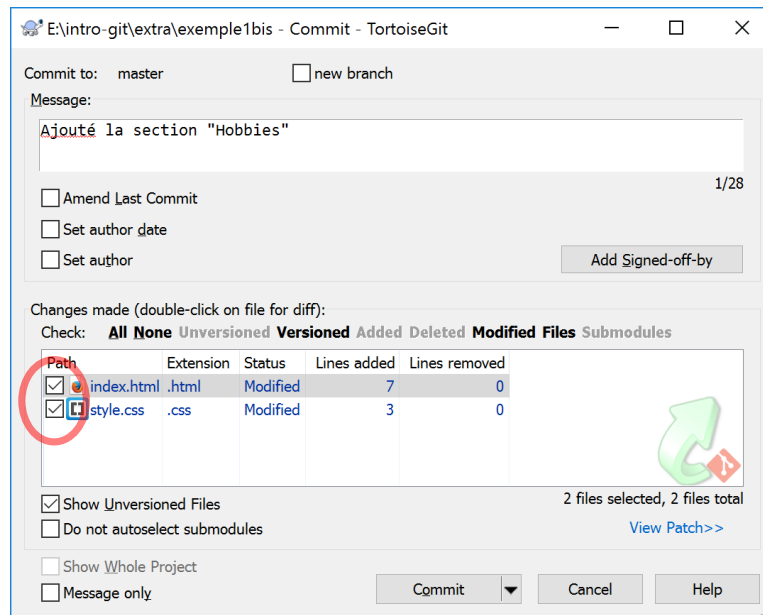 E:\intro-git\extra\exemple1bis - Commit - TortoiseGit
Commit to: master new branch
Message:
Ajouté la section "Hobbies"
1/28
Amend Last Commit
Set author date
Set author
Add Signed-off-by
Changes made (double-click on file for diff):
Check: All None Unversioned Versioned Added Deleted Modified Files Submodules
Path Extension Status Lines added Lines removed
index.html .html Modified 7 0
style.css .css Modified 3 0
Show Unversioned Files
2 files selected, 2 files total
Do not autoselect submodules
View Patch>>
Show Whole Project
Message only
Commit Cancel Help